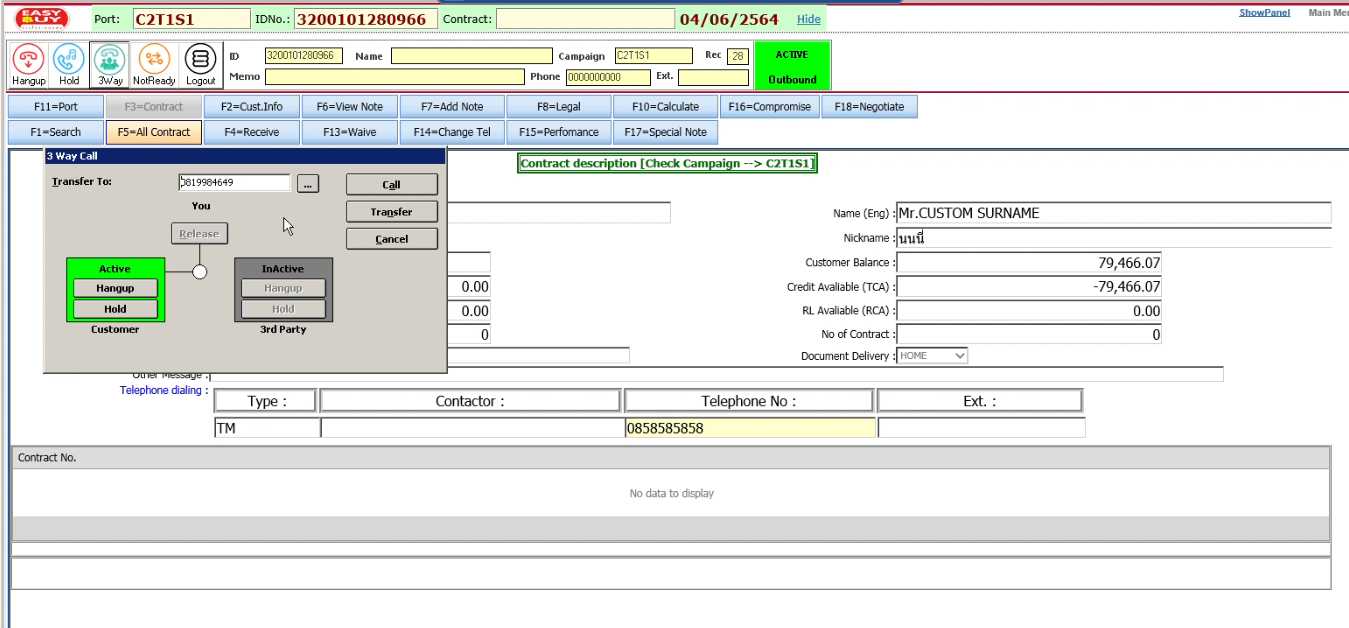 EASY BUY Port: C2T1S1 IDNo.: 3200101280966 Contract: 04/06/2564 Hide ShowPanel Main Me
Hangup Hold 3Way NotReady Logout
ID 3200101280966 Name Campaign C2T1S1 Rec 28 ACTIVE
Memo Phone 0000000000 Ext. Outbound
F11=Port F3=Contract F2=Cust.Info F6=View Note F7=Add Note F8=Legal F10=Calculate F16=Compromise F18=Negotiate
F1=Search F5=All Contract F4=Receive F13=Waive F14=Change Tel F15=Perfomance F17=Special Note
3 Way Call
Transfer To: 0819984649 ... Call
You Transfer
Release Cancel
Active InActive
Hangup Hangup
Hold Hold
Customer 3rd Party
Contract description [Check Campaign --> C2T1S1]
Name (Eng) : Mr.CUSTOM SURNAME
Nickname : นนนี่
Customer Balance : 79,466.07
0.00 Credit Avaliable (TCA) : -79,466.07
0.00 RL Avaliable (RCA) : 0.00
0 No of Contract : 0
Document Delivery : HOME
Other Message :
Telephone dialing :
Type : Contactor : Telephone No : Ext. :
TM 0858585858
Contract No.
No data to display